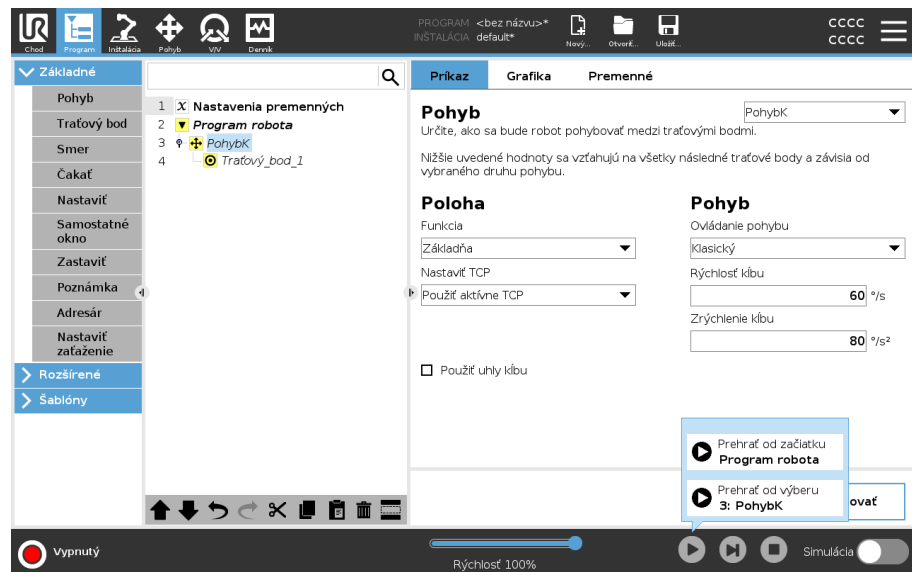 UR
Chod
Program
Inštalácia
Pohyb
V/V
Denník
PROGRAM <bez názvu>*
INŠTALÁCIA default*
Nový...
Otvoriť...
Uložiť...
CCCC
CCCC
Základné
Pohyb
Traťový bod
Smer
Čakať
Nastaviť
Samostatné
okno
Zastaviť
Poznámka
Adresár
Nastaviť
zaťaženie
Rozšírené
Šablóny
1 X Nastavenia premenných
2 Program robota
3 PohybK
4 Traťový_bod_1
Príkaz Grafika Premenné
Pohyb
PohybK
Určite, ako sa bude robot pohybovať medzi traťovými bodmi.
Nižšie uvedené hodnoty sa vzťahujú na všetky následné traťové body a závisia od
vybraného druhu pohybu.
Poloha
Funkcia
Základňa
Nastaviť TCP
Použiť aktívne TCP
Použiť uhly kĺbu
Pohyb
Ovládanie pohybu
Klasický
Rýchlosť kĺbu
60 °/s
Zrýchlenie kĺbu
80 °/s²
Prehrať od začiatku
Program robota
Prehrať od výberu
3: PohybK
ovať
Vypnutý
Rýchlosť 100%
Simulácia